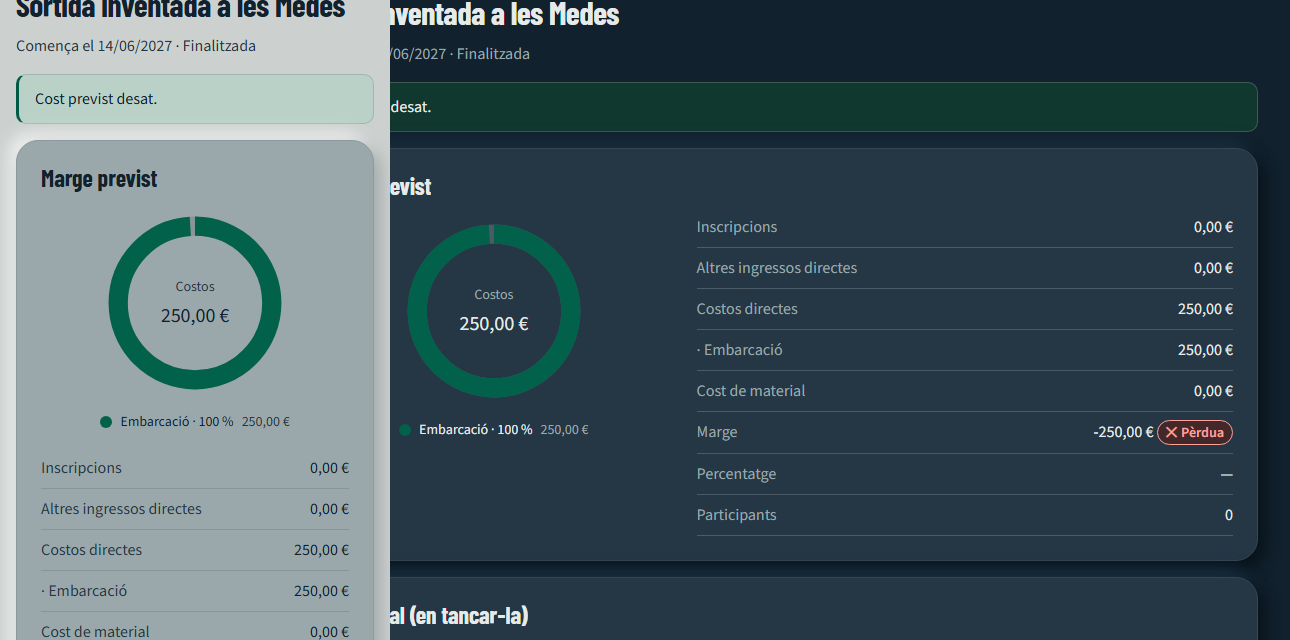 Sortida inventada a les Medes
Comença el 14/06/2027 · Finalitzada
Cost previst desat.
Marge previst
Costos
250,00 €
Embarcació · 100 % 250,00 €
Inscripcions 0,00 €
Altres ingressos directes 0,00 €
Costos directes 250,00 €
· Embarcació 250,00 €
Cost de material 0,00 €
nventada a les Medes
/06/2027 · Finalitzada
desat.
evist
Costos
250,00 €
Embarcació · 100 % 250,00 €
Inscripcions 0,00 €
Altres ingressos directes 0,00 €
Costos directes 250,00 €
· Embarcació 250,00 €
Cost de material 0,00 €
Marge -250,00 € Pèrdua
Percentatge —
Participants 0
al (en tancar-la)